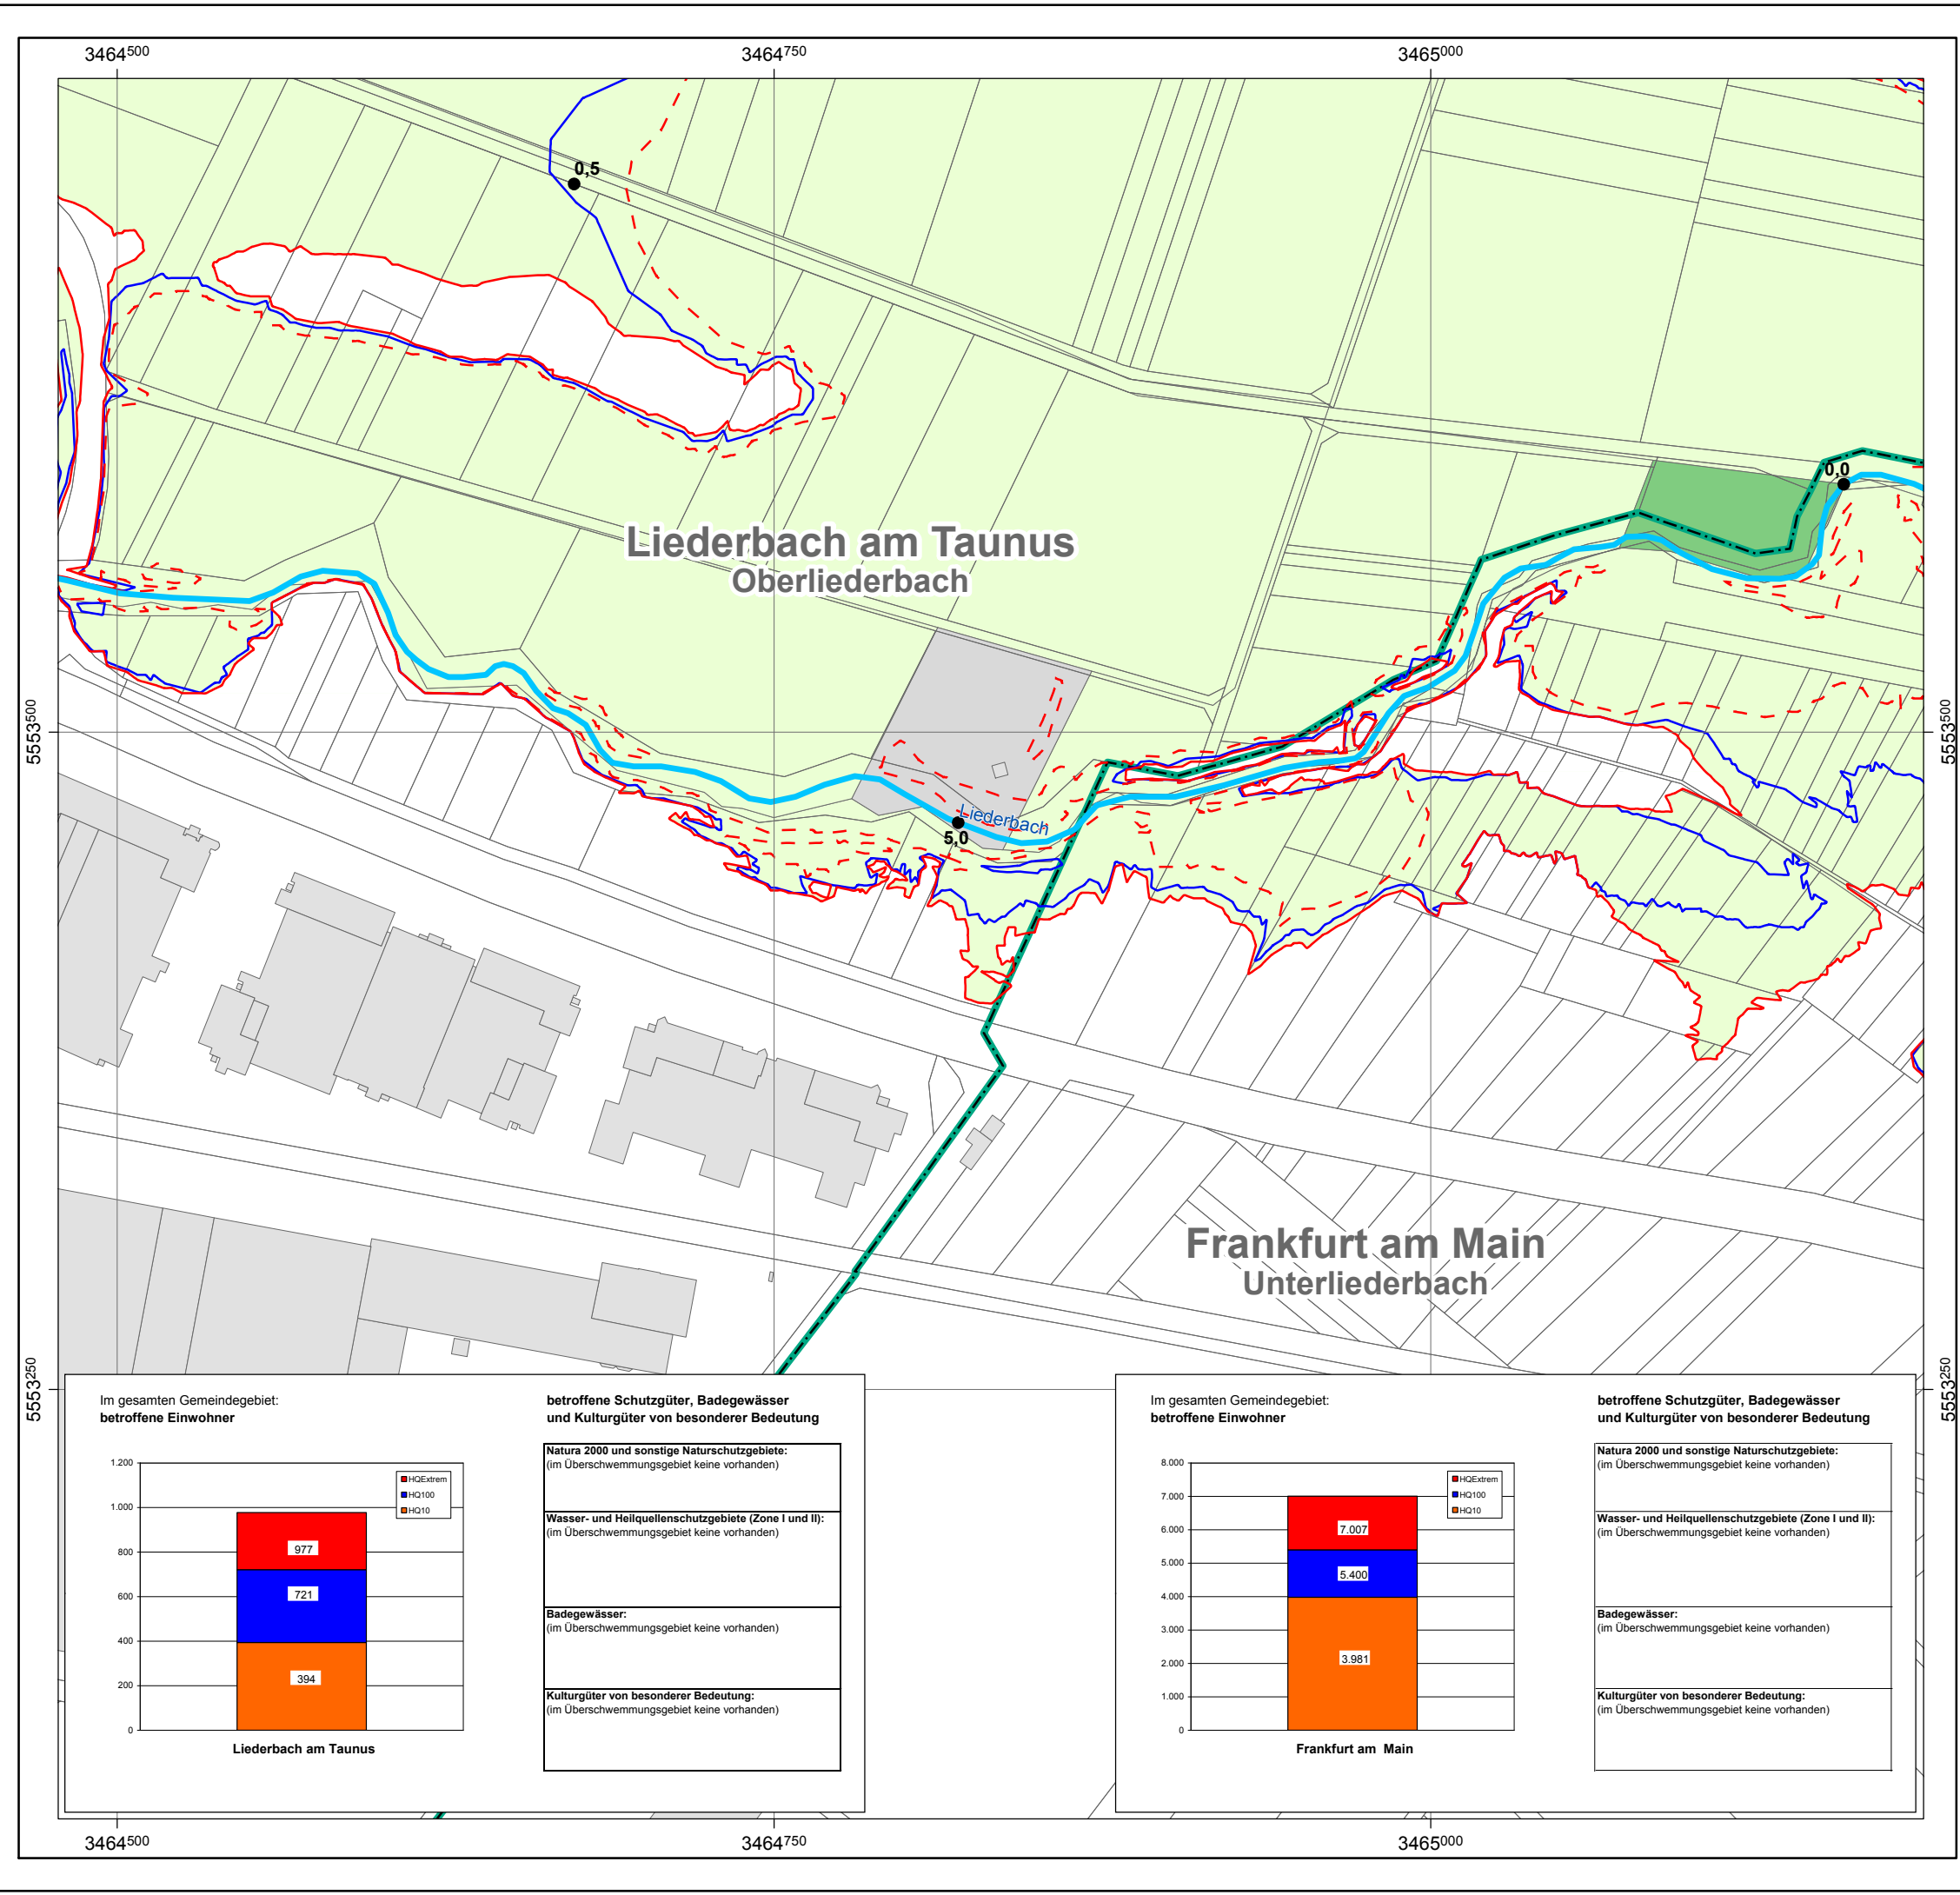 3464500 3464750 3465000
0,5
0,0
Liederbach am Taunus
Oberliederbach
5553500 5553500
Liederbach
5,0
Frankfurt am Main
Unterliederbach
5553250 5553250
Im gesamten Gemeindegebiet:
betroffene Einwohner
betroffene Schutzgüter, Badegewässer
und Kulturgüter von besonderer Bedeutung
1.200
1.000
800
600
400
200
0
HQExtrem
HQ100
HQ10
977
721
394
Liederbach am Taunus
Natura 2000 und sonstige Naturschutzgebiete:
(im Überschwemmungsgebiet keine vorhanden)
Wasser- und Heilquellenschutzgebiete (Zone I und II):
(im Überschwemmungsgebiet keine vorhanden)
Badegewässer:
(im Überschwemmungsgebiet keine vorhanden)
Kulturgüter von besonderer Bedeutung:
(im Überschwemmungsgebiet keine vorhanden)
Im gesamten Gemeindegebiet:
betroffene Einwohner
betroffene Schutzgüter, Badegewässer
und Kulturgüter von besonderer Bedeutung
8.000
7.000
6.000
5.000
4.000
3.000
2.000
1.000
0
HQExtrem
HQ100
HQ10
7.007
5.400
3.981
Frankfurt am Main
Natura 2000 und sonstige Naturschutzgebiete:
(im Überschwemmungsgebiet keine vorhanden)
Wasser- und Heilquellenschutzgebiete (Zone I und II):
(im Überschwemmungsgebiet keine vorhanden)
Badegewässer:
(im Überschwemmungsgebiet keine vorhanden)
Kulturgüter von besonderer Bedeutung:
(im Überschwemmungsgebiet keine vorhanden)
3464500 3464750 3465000